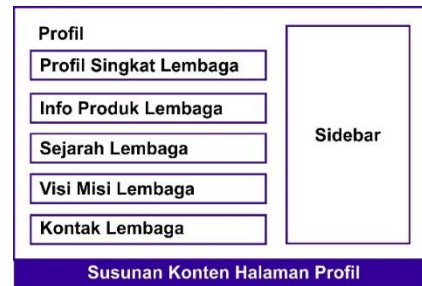 Profil
Profil Singkat Lembaga
Info Produk Lembaga
Sejarah Lembaga
Visi Misi Lembaga
Kontak Lembaga
Sidebar
Susunan Konten Halaman Profil